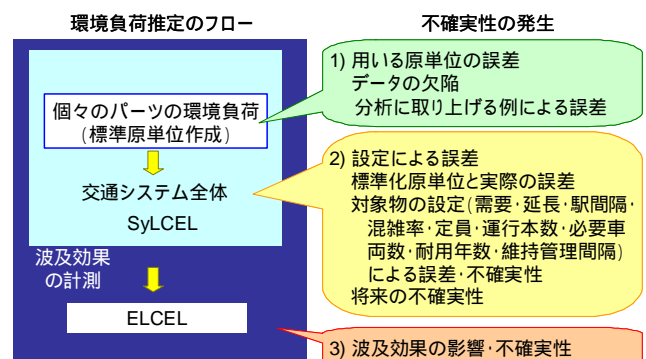 環境負荷推定のフロー
不確実性の発生
個々のパーツの環境負荷
(標準原単位作成)
交通システム全体
SyLCEL
波及効果
の計測
ELCEL
1) 用いる原単位の誤差
データの欠陥
分析に取り上げる例による誤差
2) 設定による誤差
標準化原単位と実際の誤差
対象物の設定(需要・延長・駅間隔・
混雑率・定員・運行本数・必要車
両数・耐用年数・維持管理間隔)
による誤差・不確実性
将来の不確実性
3) 波及効果の影響・不確実性